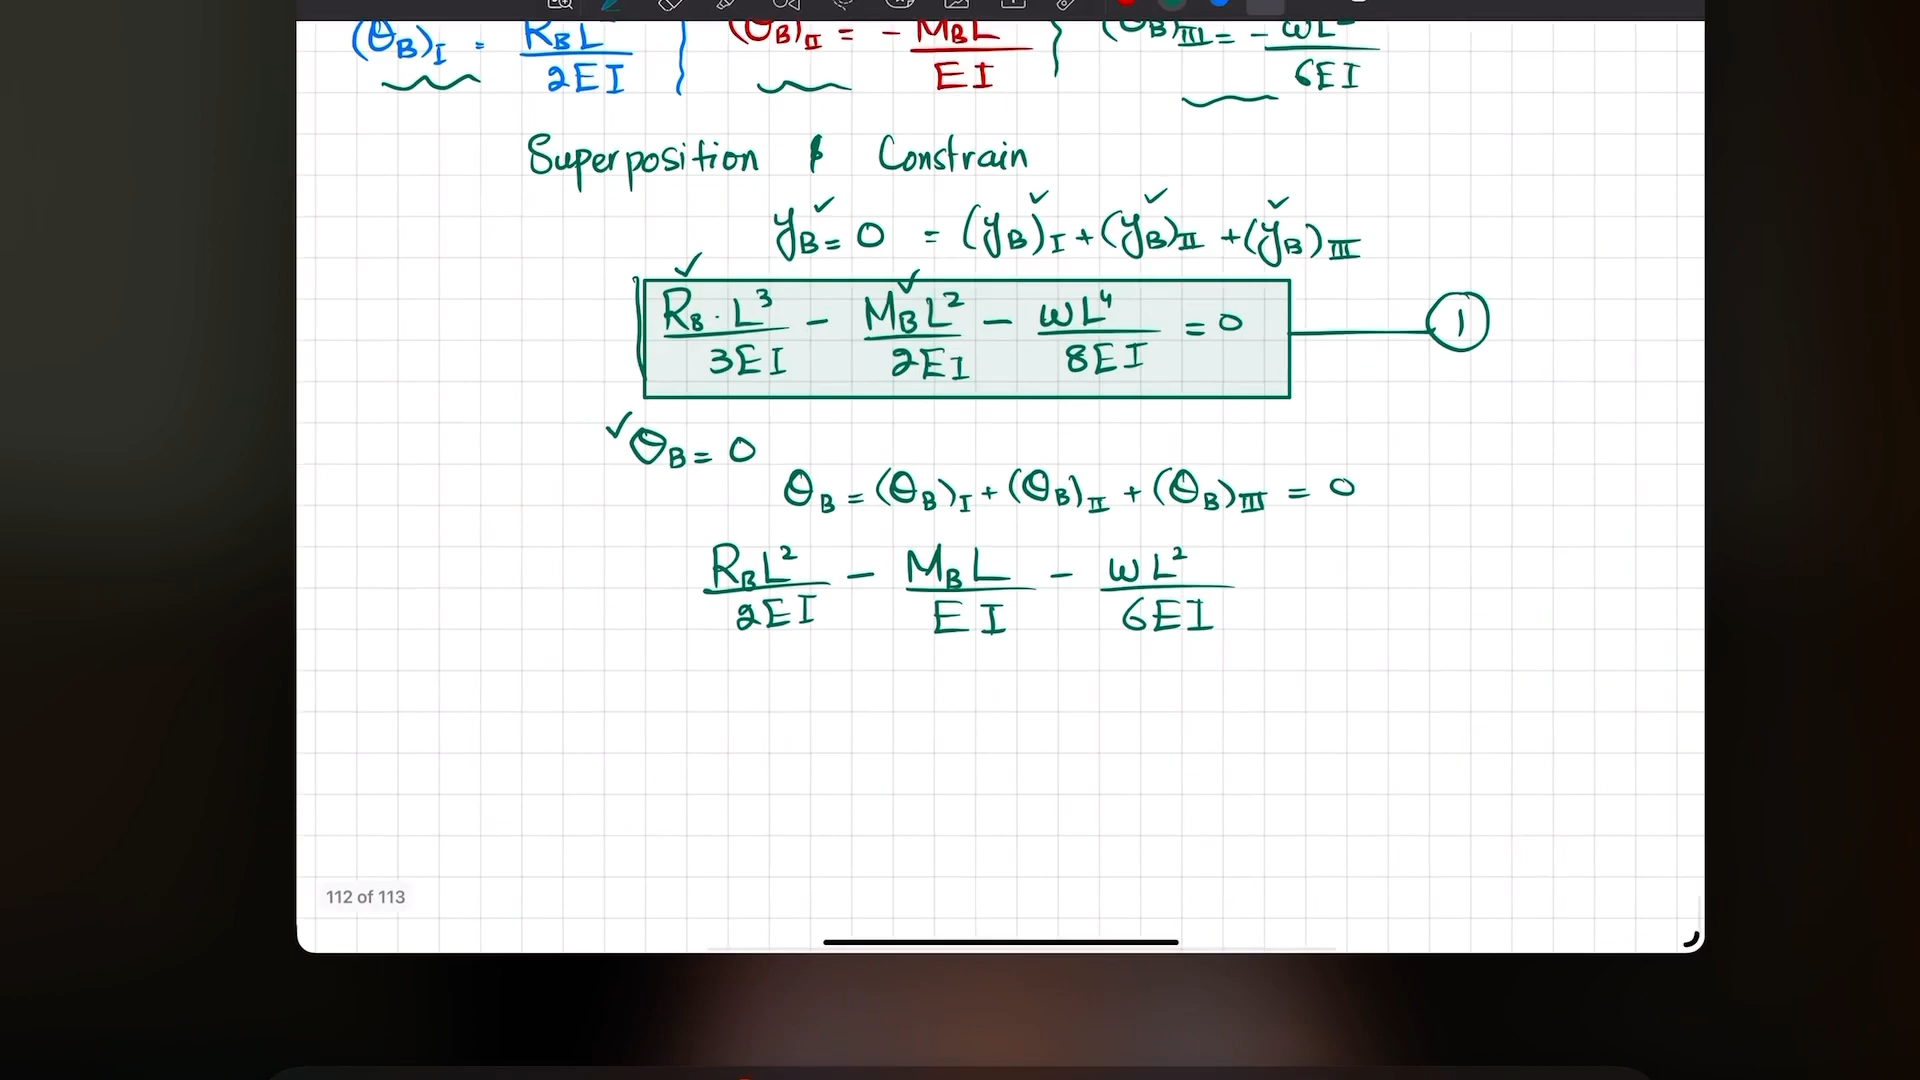 (θB)I = RBL / 2EI } (θB)II = - MBL / EI } (θB)III = - wL / 6EI
Superposition & Constrain
yB = 0 = (yB)I + (yB)II + (yB)III
RB . L³ / 3EI - MBL² / 2EI - wL⁴ / 8EI = 0 ——— 1
✓ θB = 0
θB = (θB)I + (θB)II + (θB)III = 0
RBL² / 2EI - MBL / EI - wL² / 6EI
112 of 113